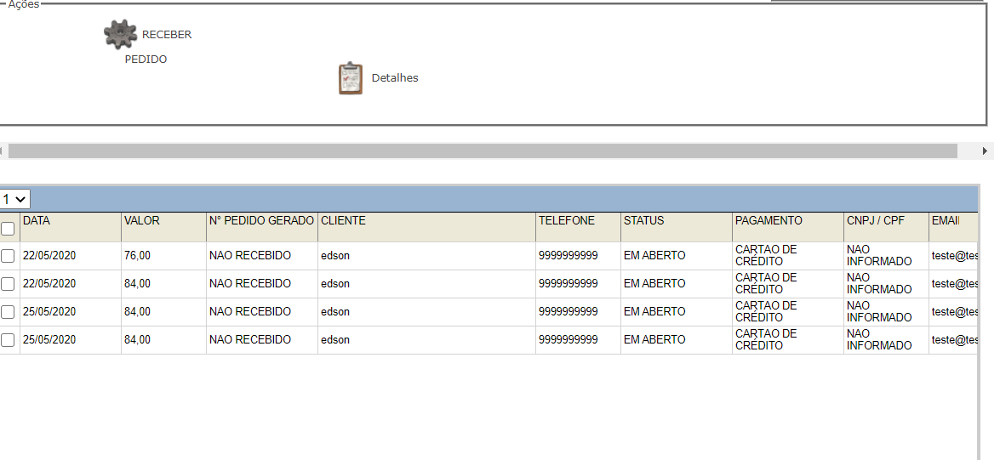 Ações
RECEBER
PEDIDO
Detalhes
1
DATA VALOR N° PEDIDO GERADO CLIENTE TELEFONE STATUS PAGAMENTO CNPJ / CPF EMAIL
22/05/2020 76,00 NAO RECEBIDO edson 9999999999 EM ABERTO CARTAO DE CRÉDITO NAO INFORMADO teste@tes
22/05/2020 84,00 NAO RECEBIDO edson 9999999999 EM ABERTO CARTAO DE CRÉDITO NAO INFORMADO teste@tes
25/05/2020 84,00 NAO RECEBIDO edson 9999999999 EM ABERTO CARTAO DE CRÉDITO NAO INFORMADO teste@tes
25/05/2020 84,00 NAO RECEBIDO edson 9999999999 EM ABERTO CARTAO DE CRÉDITO NAO INFORMADO teste@tes